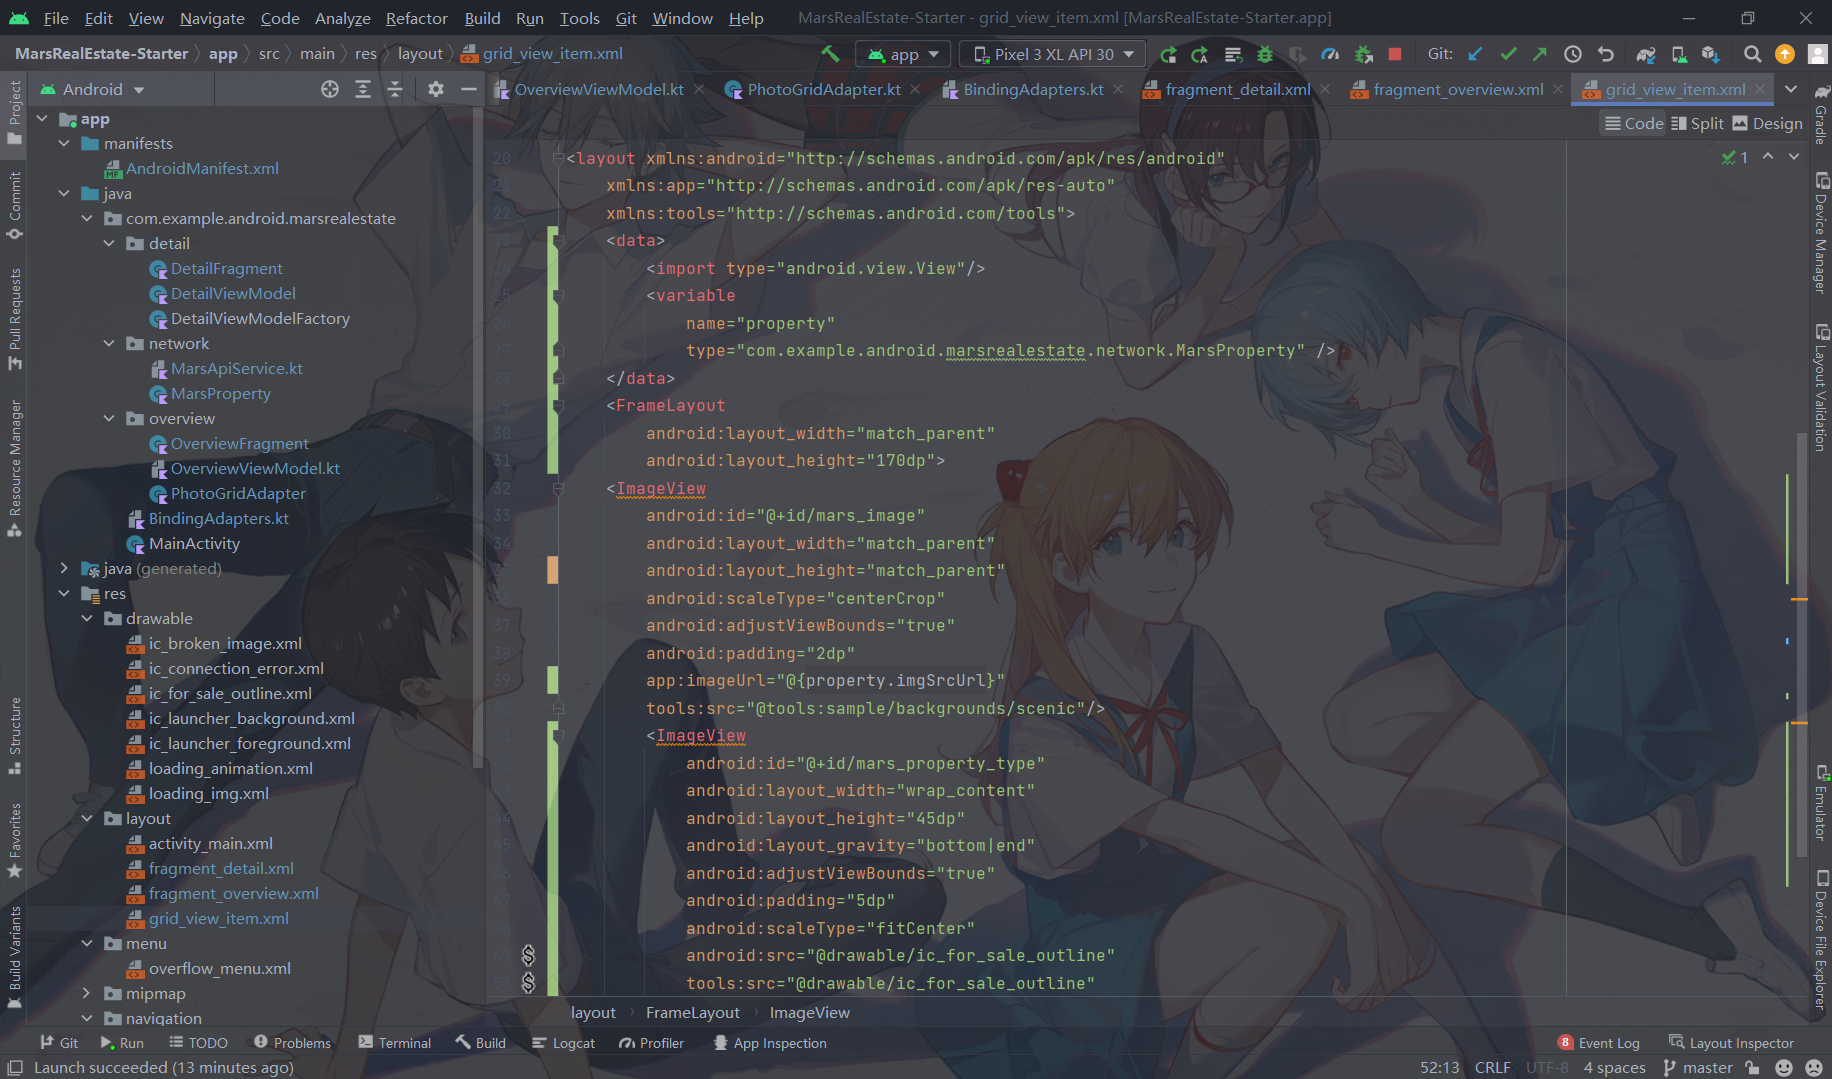 File Edit View Navigate Code Analyze Refactor Build Run Tools Git Window Help MarsRealEstate-Starter - grid_view_item.xml [MarsRealEstate-Starter.app]
MarsRealEstate-Starter app src main res layout grid_view_item.xml app Pixel 3 XL API 30 Git:
Android
OverviewViewModel.kt PhotoGridAdapter.kt BindingAdapters.kt fragment_detail.xml fragment_overview.xml grid_view_item.xml
Code Split Design
1
Project
Commit
Pull Requests
Resource Manager
Structure
Favorites
Build Variants
app
manifests
AndroidManifest.xml
java
com.example.android.marsrealestate
detail
DetailFragment
DetailViewModel
DetailViewModelFactory
network
MarsApiService.kt
MarsProperty
overview
OverviewFragment
OverviewViewModel.kt
PhotoGridAdapter
BindingAdapters.kt
MainActivity
java (generated)
res
drawable
ic_broken_image.xml
ic_connection_error.xml
ic_for_sale_outline.xml
ic_launcher_background.xml
ic_launcher_foreground.xml
loading_animation.xml
loading_img.xml
layout
activity_main.xml
fragment_detail.xml
fragment_overview.xml
grid_view_item.xml
menu
overflow_menu.xml
mipmap
navigation
20 <layout xmlns:android="http://schemas.android.com/apk/res/android"
21 xmlns:app="http://schemas.android.com/apk/res-auto"
22 xmlns:tools="http://schemas.android.com/tools">
23 <data>
24 <import type="android.view.View"/>
25 <variable
26 name="property"
27 type="com.example.android.marsrealestate.network.MarsProperty" />
28 </data>
29 <FrameLayout
30 android:layout_width="match_parent"
31 android:layout_height="170dp">
32 <ImageView
33 android:id="@+id/mars_image"
34 android:layout_width="match_parent"
35 android:layout_height="match_parent"
36 android:scaleType="centerCrop"
37 android:adjustViewBounds="true"
38 android:padding="2dp"
39 app:imageUrl="@{property.imgSrcUrl}"
40 tools:src="@tools:sample/backgrounds/scenic"/>
41 <ImageView
42 android:id="@+id/mars_property_type"
43 android:layout_width="wrap_content"
44 android:layout_height="45dp"
45 android:layout_gravity="bottom|end"
46 android:adjustViewBounds="true"
47 android:padding="5dp"
48 android:scaleType="fitCenter"
49 android:src="@drawable/ic_for_sale_outline"
50 tools:src="@drawable/ic_for_sale_outline"
layout FrameLayout ImageView
Gradle
Device Manager
Layout Validation
Emulator
Device File Explorer
Git Run TODO Problems Terminal Build Logcat Profiler App Inspection 8 Event Log Layout Inspector
Launch succeeded (13 minutes ago) 52:13 CRLF UTF-8 4 spaces master